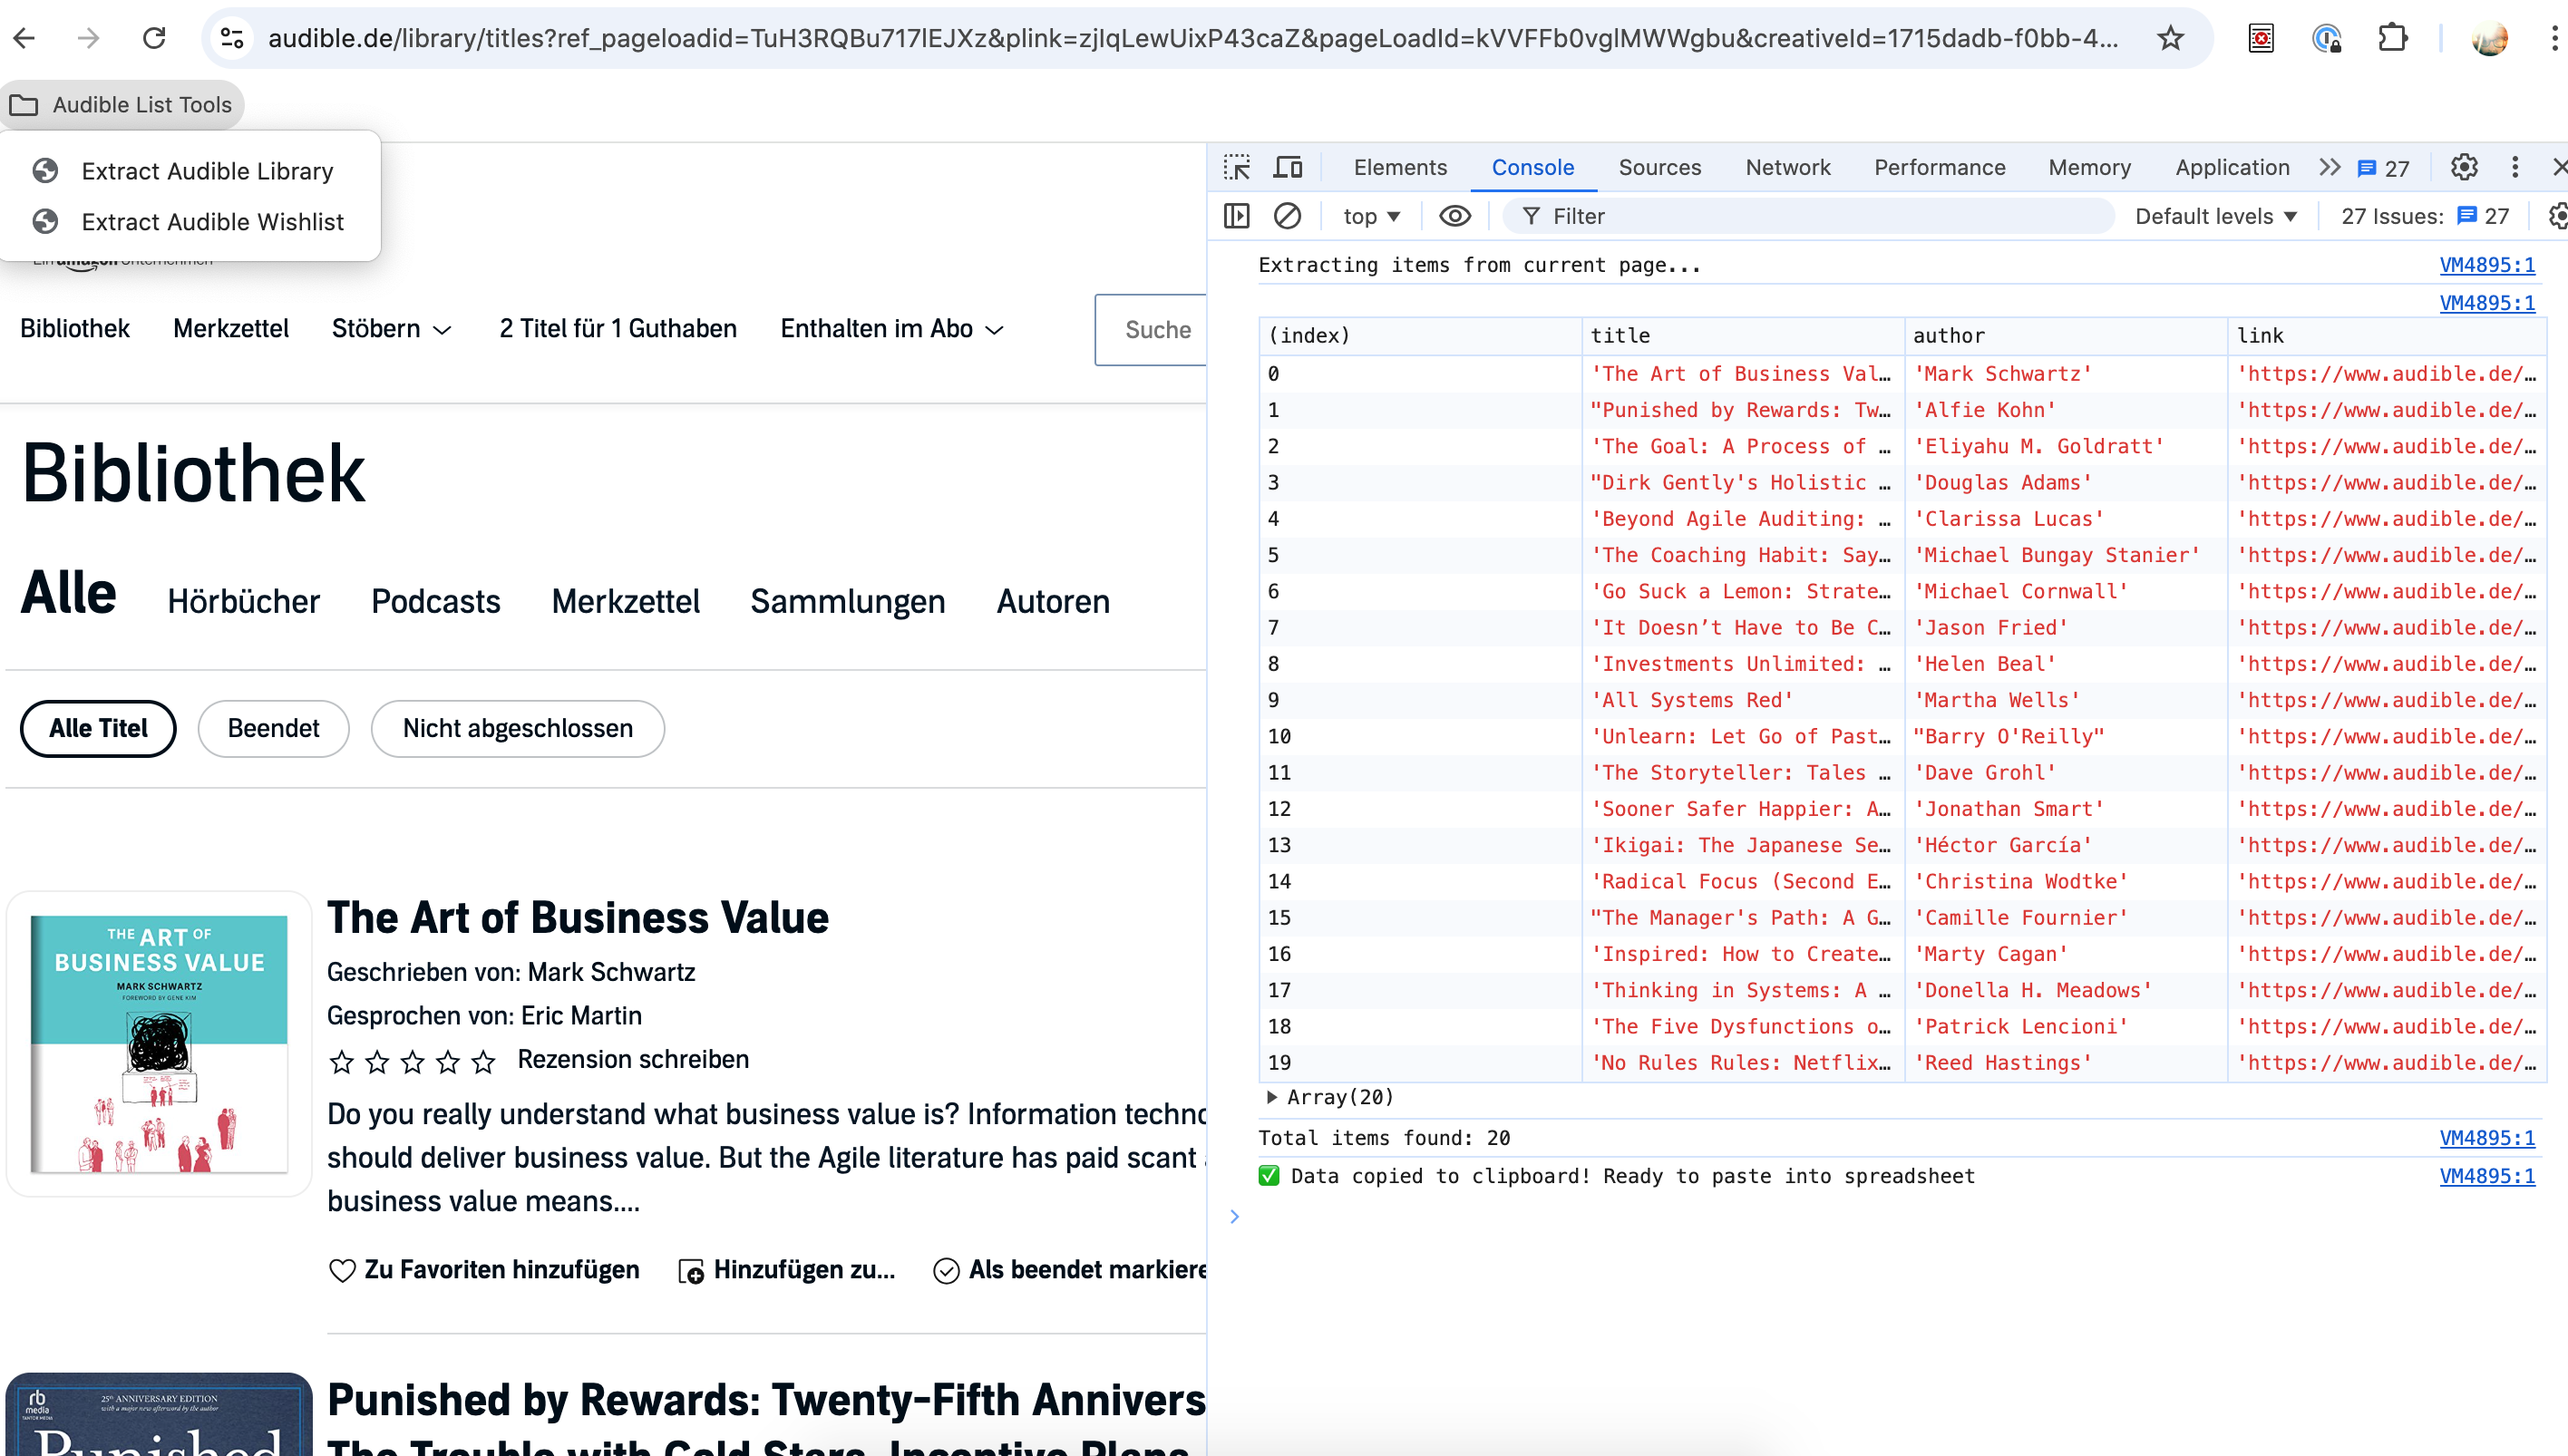 audible.de/library/titles?ref_pageloadid=TuH3RQBu717lEJXz&plink=zjIqLewUixP43caZ&pageLoadId=kVVFFb0vglMWWgbu&creativeId=1715dadb-f0bb-4...
Audible List Tools
Extract Audible Library
Extract Audible Wishlist
Bibliothek Merkzettel Stöbern 2 Titel für 1 Guthaben Enthalten im Abo Suche
Bibliothek
Alle Hörbücher Podcasts Merkzettel Sammlungen Autoren
Alle Titel Beendet Nicht abgeschlossen
THE ART OF
BUSINESS VALUE
MARK SCHWARTZ
FOREWORD BY GENE KIM
The Art of Business Value
Geschrieben von: Mark Schwartz
Gesprochen von: Eric Martin
Rezension schreiben
Do you really understand what business value is? Information techno
should deliver business value. But the Agile literature has paid scant
business value means....
Zu Favoriten hinzufügen Hinzufügen zu... Als beendet markiere
rb
media
25th ANNIVERSARY EDITION
with a major new afterword by the author
Punished
Punished by Rewards: Twenty-Fifth Annivers
The Trouble with Gold Stars, Incentive Plans
Elements Console Sources Network Performance Memory Application 27
top Filter Default levels 27 Issues: 27
Extracting items from current page... VM4895:1
VM4895:1
(index) title author link
0 'The Art of Business Val… 'Mark Schwartz' 'https://www.audible.de/…
1 "Punished by Rewards: Tw… 'Alfie Kohn' 'https://www.audible.de/…
2 'The Goal: A Process of … 'Eliyahu M. Goldratt' 'https://www.audible.de/…
3 "Dirk Gently's Holistic … 'Douglas Adams' 'https://www.audible.de/…
4 'Beyond Agile Auditing: … 'Clarissa Lucas' 'https://www.audible.de/…
5 'The Coaching Habit: Say… 'Michael Bungay Stanier' 'https://www.audible.de/…
6 'Go Suck a Lemon: Strate… 'Michael Cornwall' 'https://www.audible.de/…
7 'It Doesn’t Have to Be C… 'Jason Fried' 'https://www.audible.de/…
8 'Investments Unlimited: … 'Helen Beal' 'https://www.audible.de/…
9 'All Systems Red' 'Martha Wells' 'https://www.audible.de/…
10 'Unlearn: Let Go of Past… "Barry O'Reilly" 'https://www.audible.de/…
11 'The Storyteller: Tales … 'Dave Grohl' 'https://www.audible.de/…
12 'Sooner Safer Happier: A… 'Jonathan Smart' 'https://www.audible.de/…
13 'Ikigai: The Japanese Se… 'Héctor García' 'https://www.audible.de/…
14 'Radical Focus (Second E… 'Christina Wodtke' 'https://www.audible.de/…
15 "The Manager's Path: A G… 'Camille Fournier' 'https://www.audible.de/…
16 'Inspired: How to Create… 'Marty Cagan' 'https://www.audible.de/…
17 'Thinking in Systems: A … 'Donella H. Meadows' 'https://www.audible.de/…
18 'The Five Dysfunctions o… 'Patrick Lencioni' 'https://www.audible.de/…
19 'No Rules Rules: Netflix… 'Reed Hastings' 'https://www.audible.de/…
Array(20)
Total items found: 20 VM4895:1
✅ Data copied to clipboard! Ready to paste into spreadsheet VM4895:1